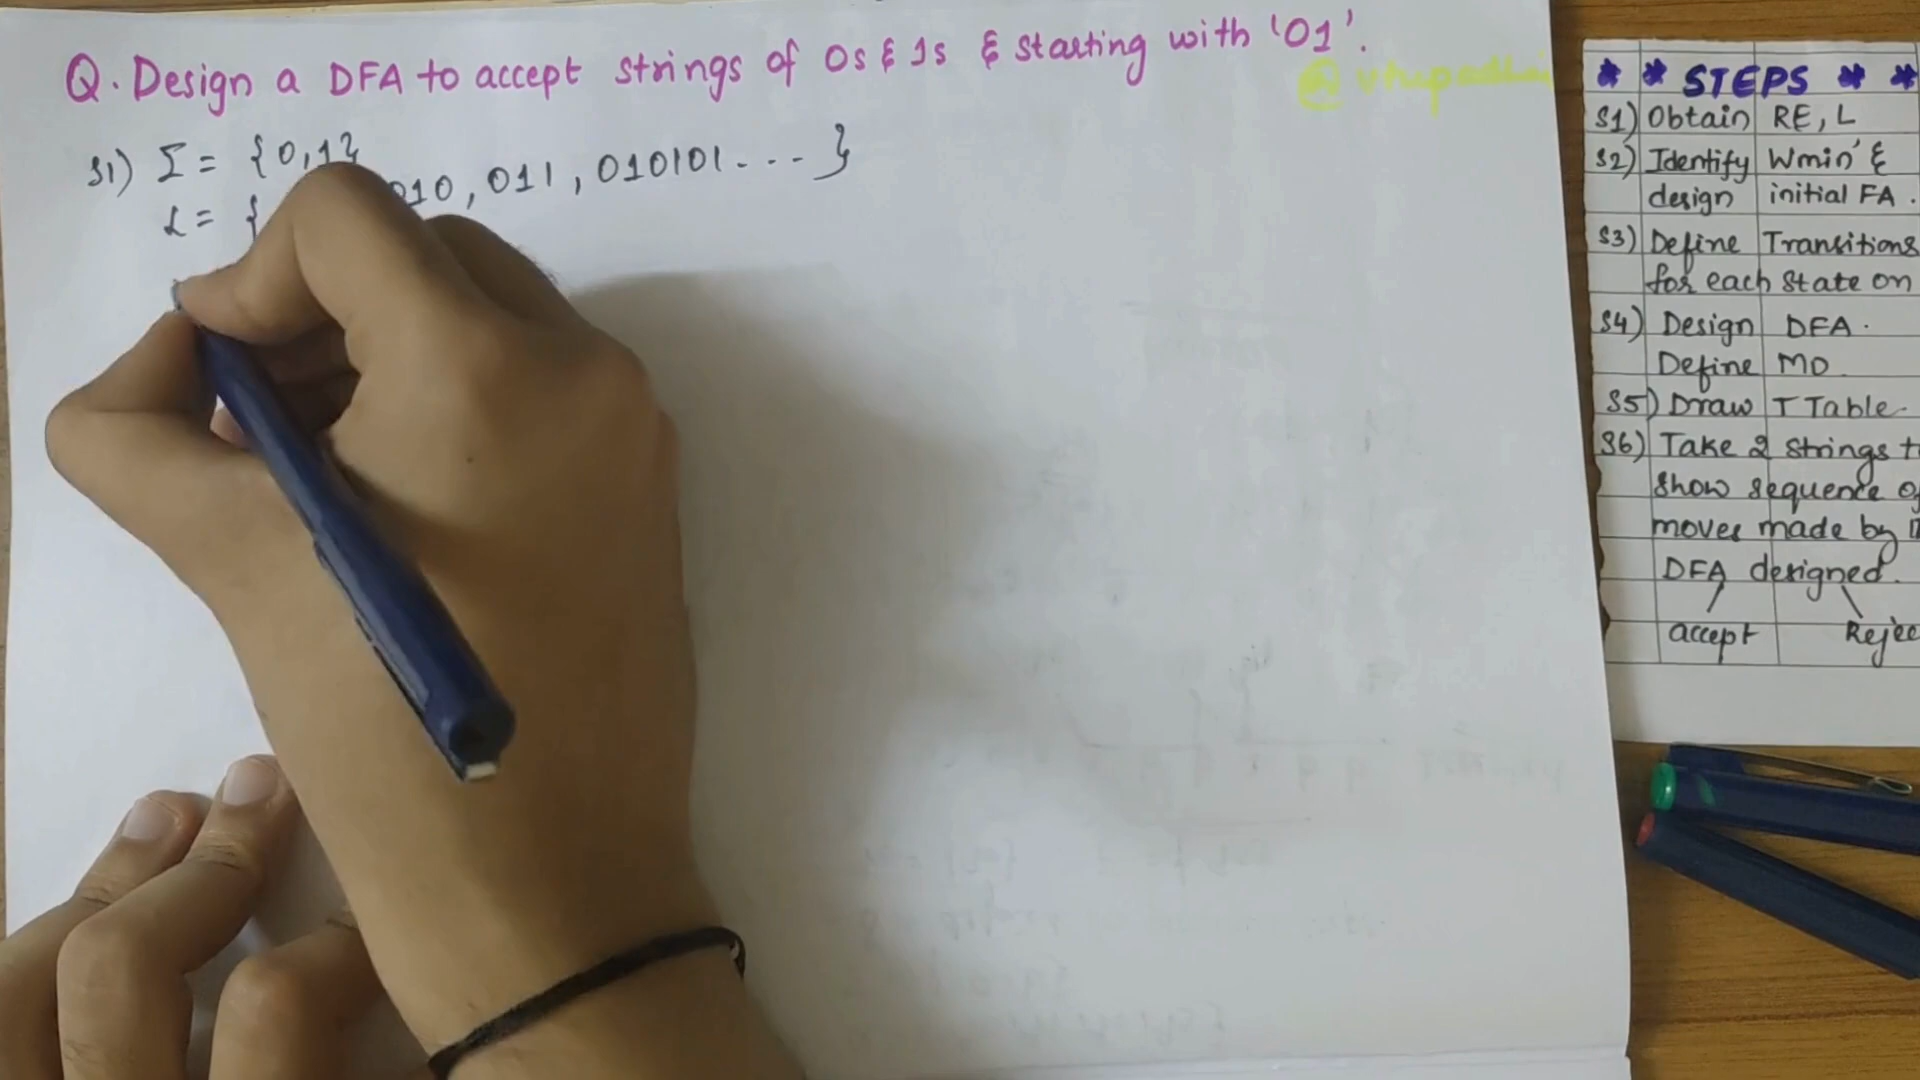 Q. Design a DFA to accept strings of 0s & 1s & starting with '01'.
S1) Σ = {0,1}
L = { 010, 011, 010101 - - - }
* * STEPS * *
S1) Obtain RE, L
S2) Identify Wmin' &
design initial FA.
S3) Define Transitions
for each state on
S4) Design DFA.
Define MD
S5) Draw T Table.
S6) Take 2 strings t
show sequence o
moves made by
DFA designed.
accept Rejec